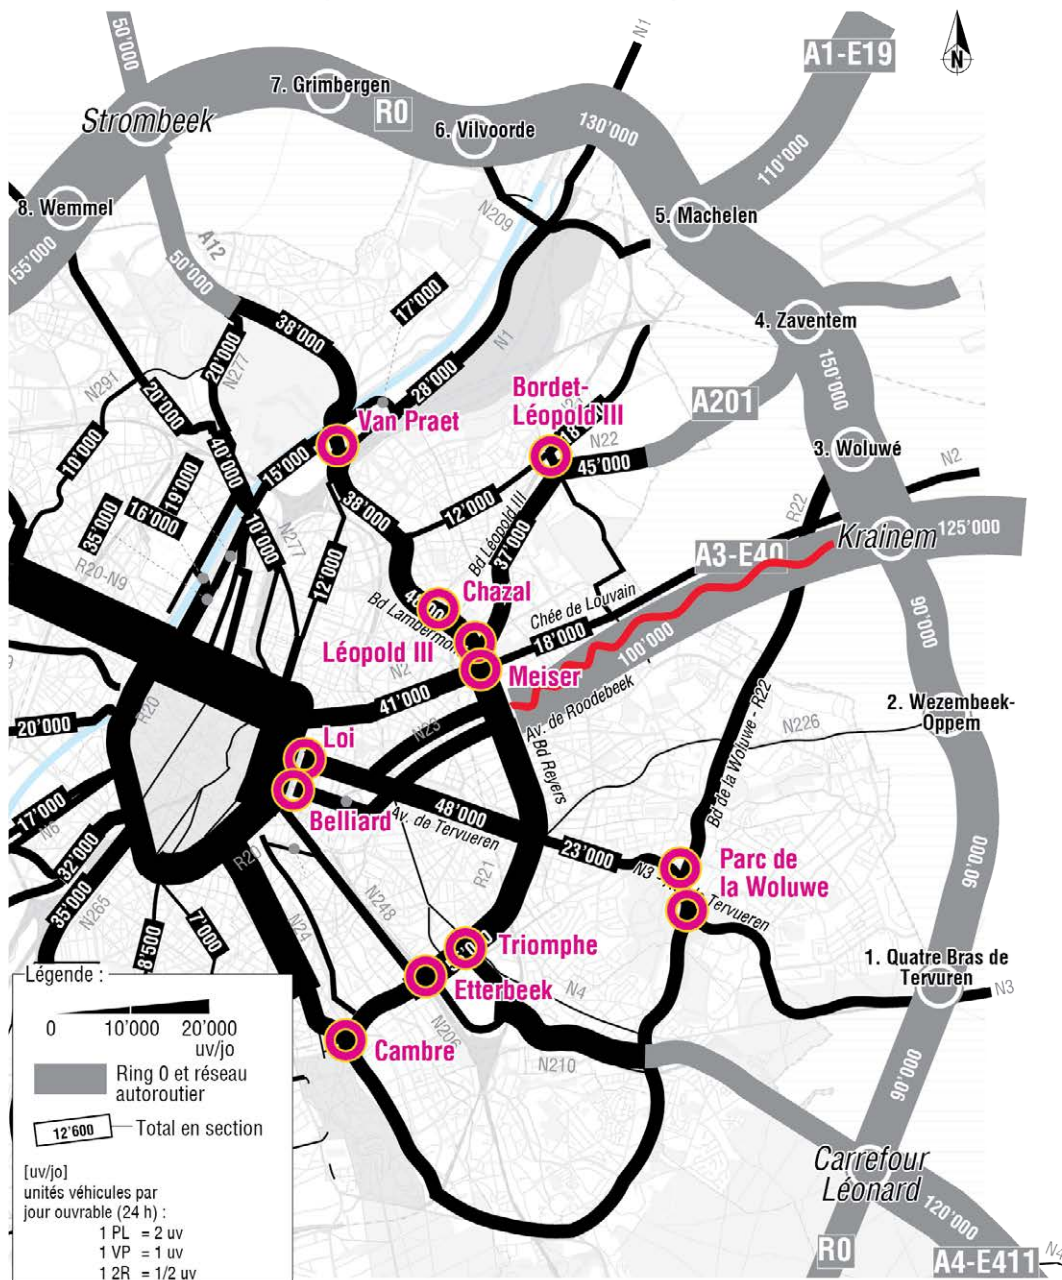 50'000
N1
A1-E19
N
7. Grimbergen
R0
Strombeek
6. Vilvoorde
130'000
110'000
8. Wemmel
N209
5. Machelen
A12
155'000
50'000
17'000
38'000
4. Zaventem
N1
20'000
N277
28'000
150'000
N291
20'000
Bordet-
Léopold III
A201
Van Praet
N22
3. Woluwé
10'000
40'000
15'000
45'000
N2
19'000
38'000
12'000
Bd Léopold III
R22
35'000
16'000
10'000
N277
37'000
Krainem
125'000
A3-E40
R20-N9
12'000
Chazal
Chée de Louvain
90'000
Léopold III
18'000
100'000
N2
Meiser
41'000
Av. de Roodebeek
R20
20'000
N23
2. Wezembeek-
Oppem
Loi
N226
Bd Reyers
Bd de la Woluwe - R22
48'000
Belliard
Av. de Tervueren
17'000
N6
23'000
32'000
R20
R21
Parc de
la Woluwe
90'000
35'000
N265
N248
Tervueren
7'000
N24
8'500
Triomphe
1. Quatre Bras de
Tervuren
N3
Etterbeek
N4
N206
Cambre
N210
90'000
Légende :
0 10'000 20'000
uv/jo
Ring 0 et réseau
autoroutier
12'600 Total en section
[uv/jo]
unités véhicules par
jour ouvrable (24 h) :
1 PL = 2 uv
1 VP = 1 uv
1 2R = 1/2 uv
Carrefour
Léonard
120'000
R0
A4-E411
N4